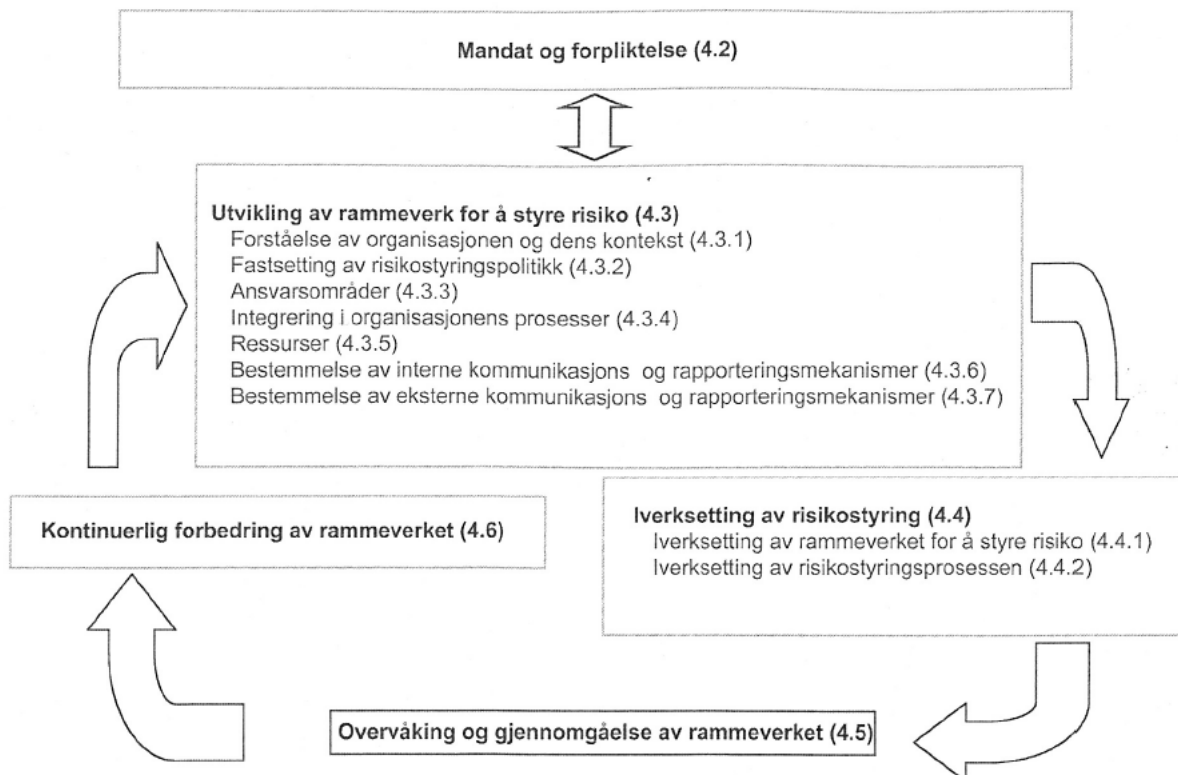 Mandat og forpliktelse (4.2)
Utvikling av rammeverk for å styre risiko (4.3)
Forståelse av organisasjonen og dens kontekst (4.3.1)
Fastsetting av risikostyringspolitikk (4.3.2)
Ansvarsområder (4.3.3)
Integrering i organisasjonens prosesser (4.3.4)
Ressurser (4.3.5)
Bestemmelse av interne kommunikasjons og rapporteringsmekanismer (4.3.6)
Bestemmelse av eksterne kommunikasjons og rapporteringsmekanismer (4.3.7)
Iverksetting av risikostyring (4.4)
Iverksetting av rammeverket for å styre risiko (4.4.1)
Iverksetting av risikostyringsprosessen (4.4.2)
Overvåking og gjennomgåelse av rammeverket (4.5)
Kontinuerlig forbedring av rammeverket (4.6)